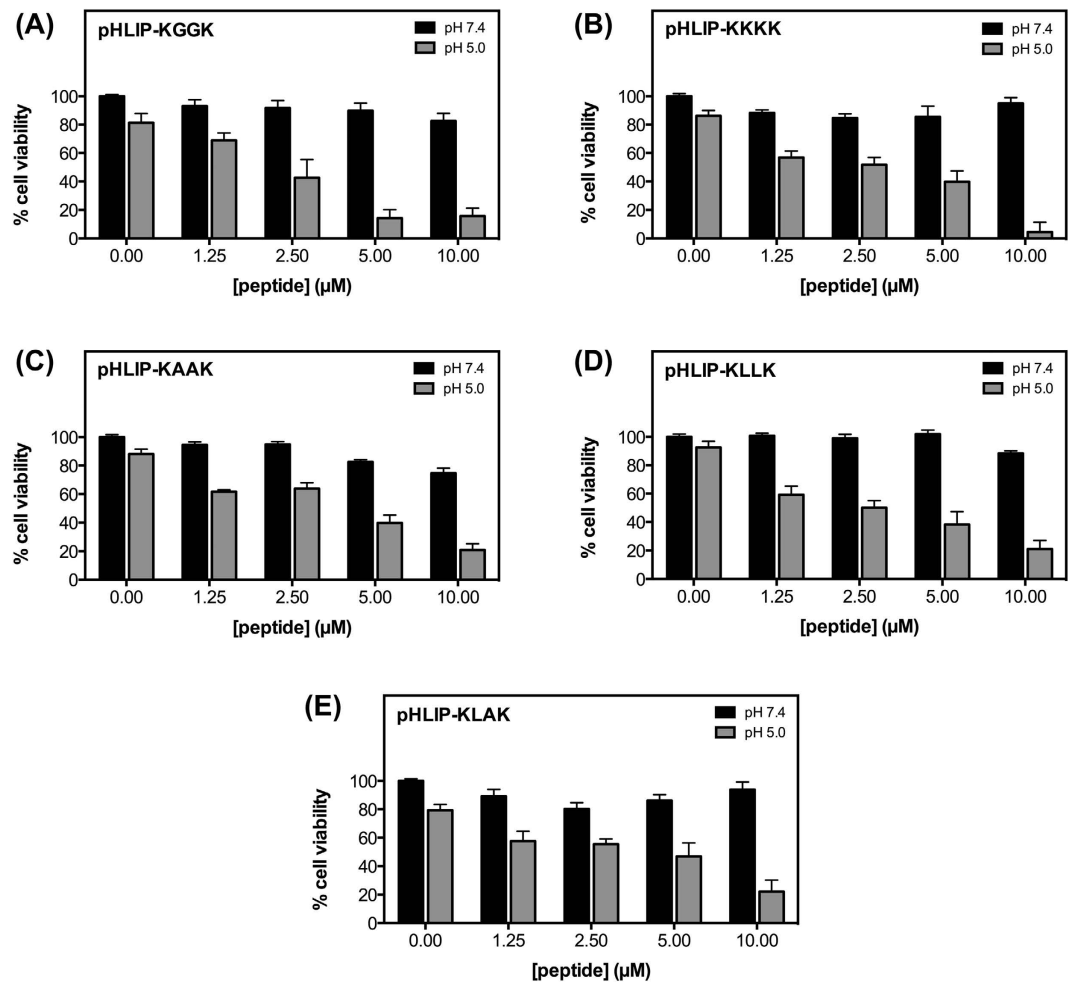 (A)
pHLIP-KGGK
pH 7.4
pH 5.0
% cell viability
100
80
60
40
20
0
0.00 1.25 2.50 5.00 10.00
[peptide] (µM)
(B)
pHLIP-KKKK
pH 7.4
pH 5.0
% cell viability
100
80
60
40
20
0
0.00 1.25 2.50 5.00 10.00
[peptide] (µM)
(C)
pHLIP-KAAK
pH 7.4
pH 5.0
% cell viability
100
80
60
40
20
0
0.00 1.25 2.50 5.00 10.00
[peptide] (µM)
(D)
pHLIP-KLLK
pH 7.4
pH 5.0
% cell viability
100
80
60
40
20
0
0.00 1.25 2.50 5.00 10.00
[peptide] (µM)
(E)
pHLIP-KLAK
pH 7.4
pH 5.0
% cell viability
100
80
60
40
20
0
0.00 1.25 2.50 5.00 10.00
[peptide] (µM)